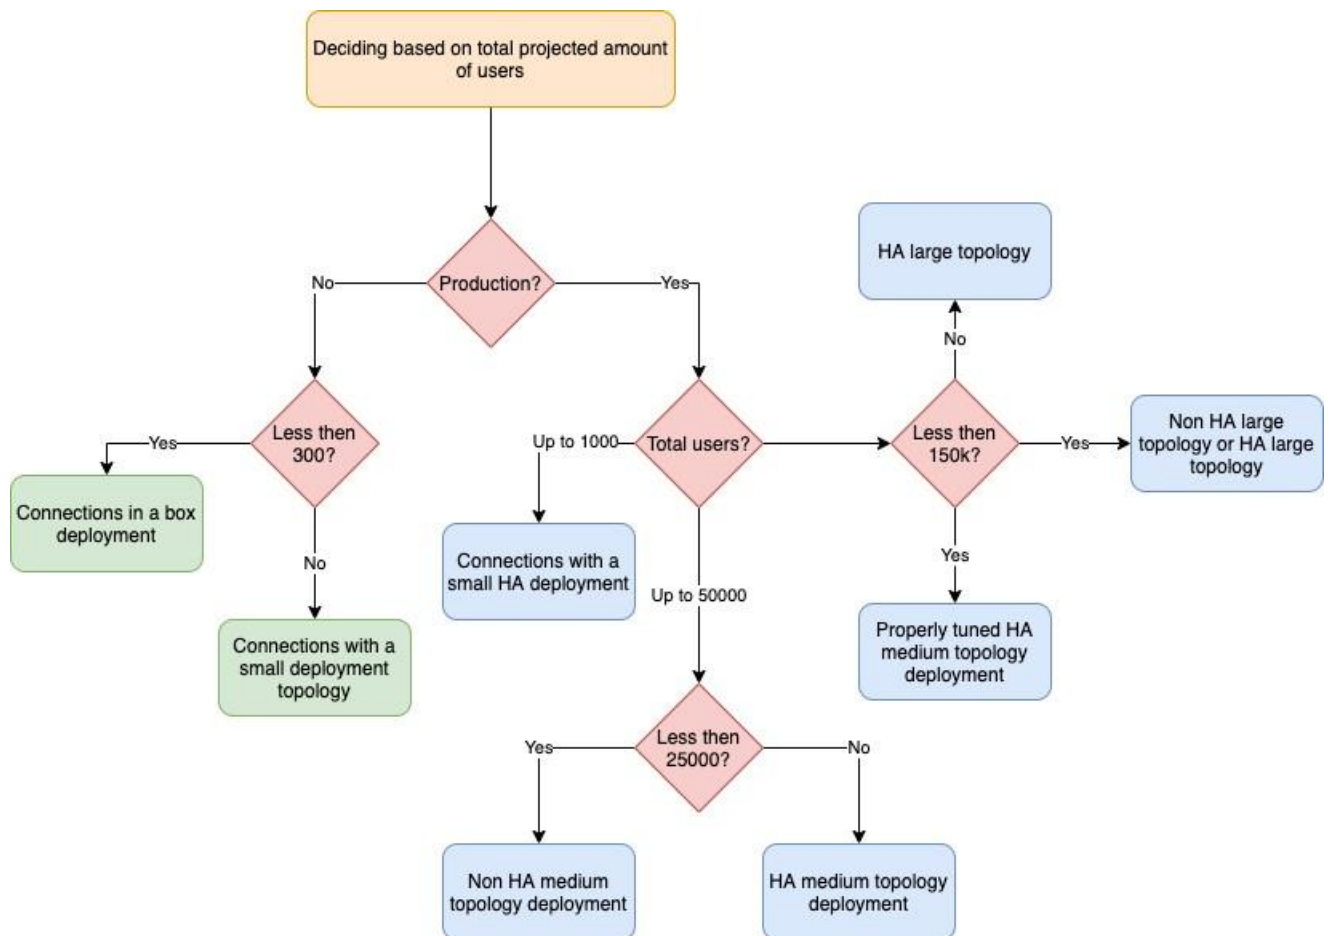 Deciding based on total projected amount
of users
Production?
No
Yes
HA large topology
No
Less then
300?
Yes
Total users?
Up to 1000
Less then
150k?
Yes
Non HA large
topology or HA large
topology
Connections in a box
deployment
No
Connections with a
small HA deployment
Up to 50000
Yes
Connections with a
small deployment
topology
Properly tuned HA
medium topology
deployment
Less then
25000?
Yes
No
Non HA medium
topology deployment
HA medium topology
deployment